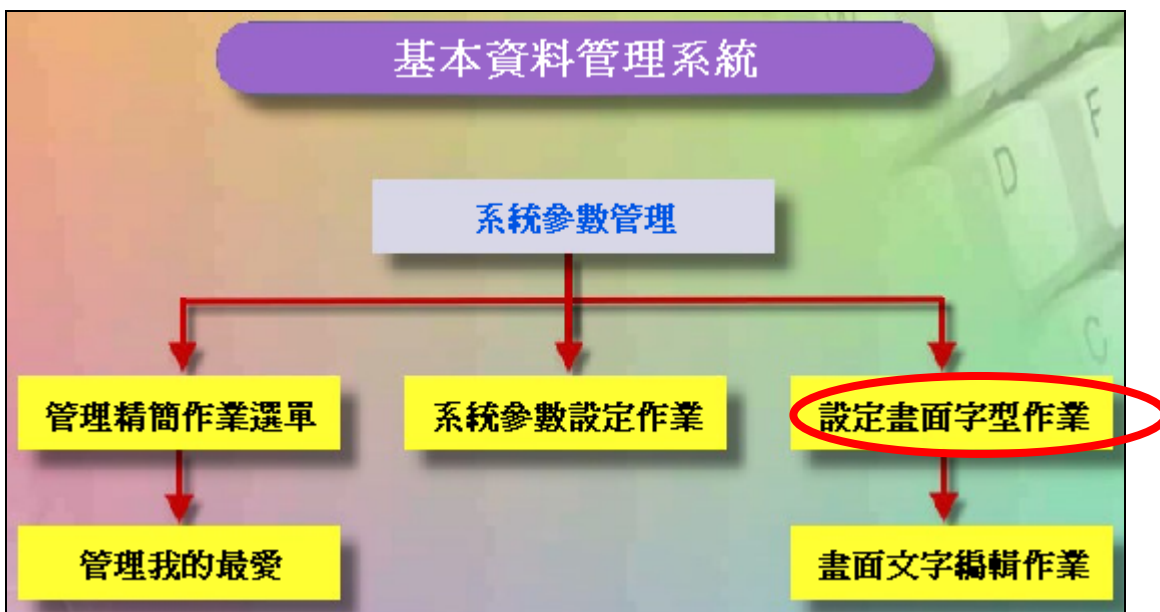 基本資料管理系統
系統參數管理
管理精簡作業選單
系統參數設定作業
設定畫面字型作業
管理我的最愛
畫面文字編輯作業
F
D
C